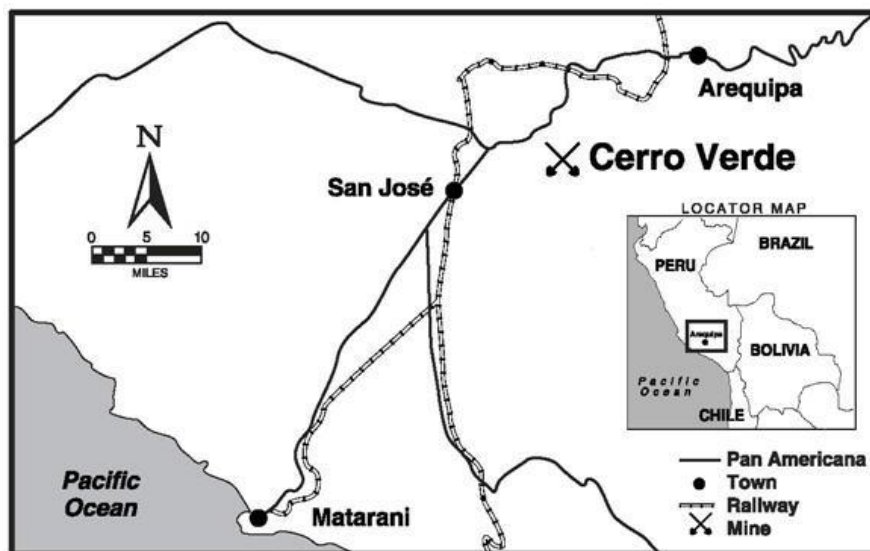 Arequipa
Cerro Verde
N
San José
0 5 10
MILES
LOCATOR MAP
BRAZIL
PERU
Arequipa
BOLIVIA
Pacific
Ocean
CHILE
Pacific
Ocean
Matarani
Pan Americana
Town
Railway
Mine